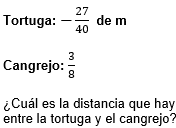 Tortuga: −27/40 de m
Cangrejo: 3/8
¿Cuál es la distancia que hay
entre la tortuga y el cangrejo?